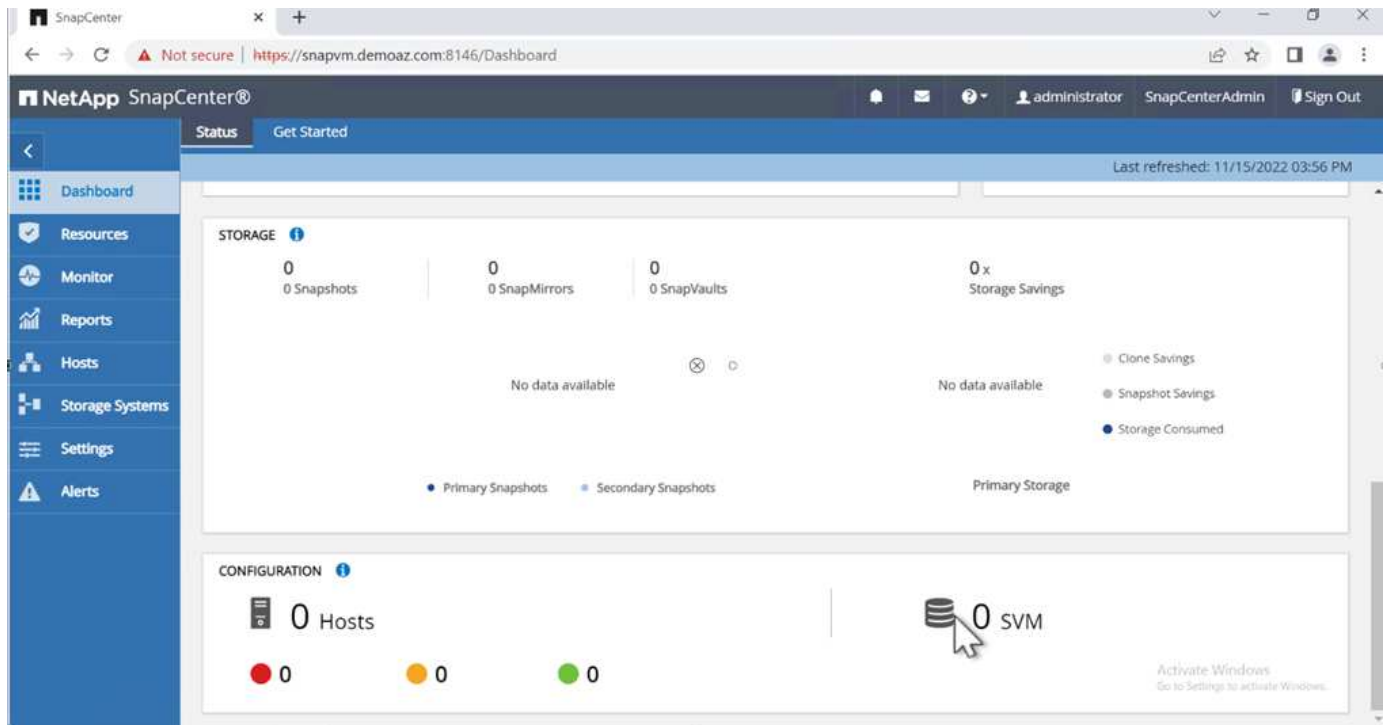 SnapCenter
Not secure | https://snapvm.demoaz.com:8146/Dashboard
NetApp SnapCenter®
administrator SnapCenterAdmin Sign Out
Status Get Started
Last refreshed: 11/15/2022 03:56 PM
Dashboard
Resources
Monitor
Reports
Hosts
Storage Systems
Settings
Alerts
STORAGE
0 0 0 0 x
0 Snapshots 0 SnapMirrors 0 SnapVaults Storage Savings
Clone Savings
No data available No data available
Snapshot Savings
Storage Consumed
Primary Snapshots Secondary Snapshots Primary Storage
CONFIGURATION
0 Hosts 0 SVM
0 0 0
Activate Windows
Go to Settings to activate Windows.